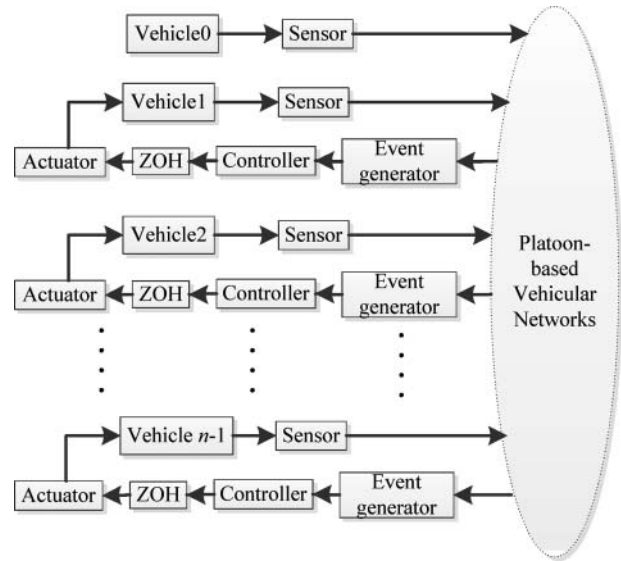 Vehicle0 Sensor
Vehicle1 Sensor
Actuator ZOH Controller Event generator
Vehicle2 Sensor
Actuator ZOH Controller Event generator
Platoon-
based
Vehicular
Networks
Vehicle n-1 Sensor
Actuator ZOH Controller Event generator